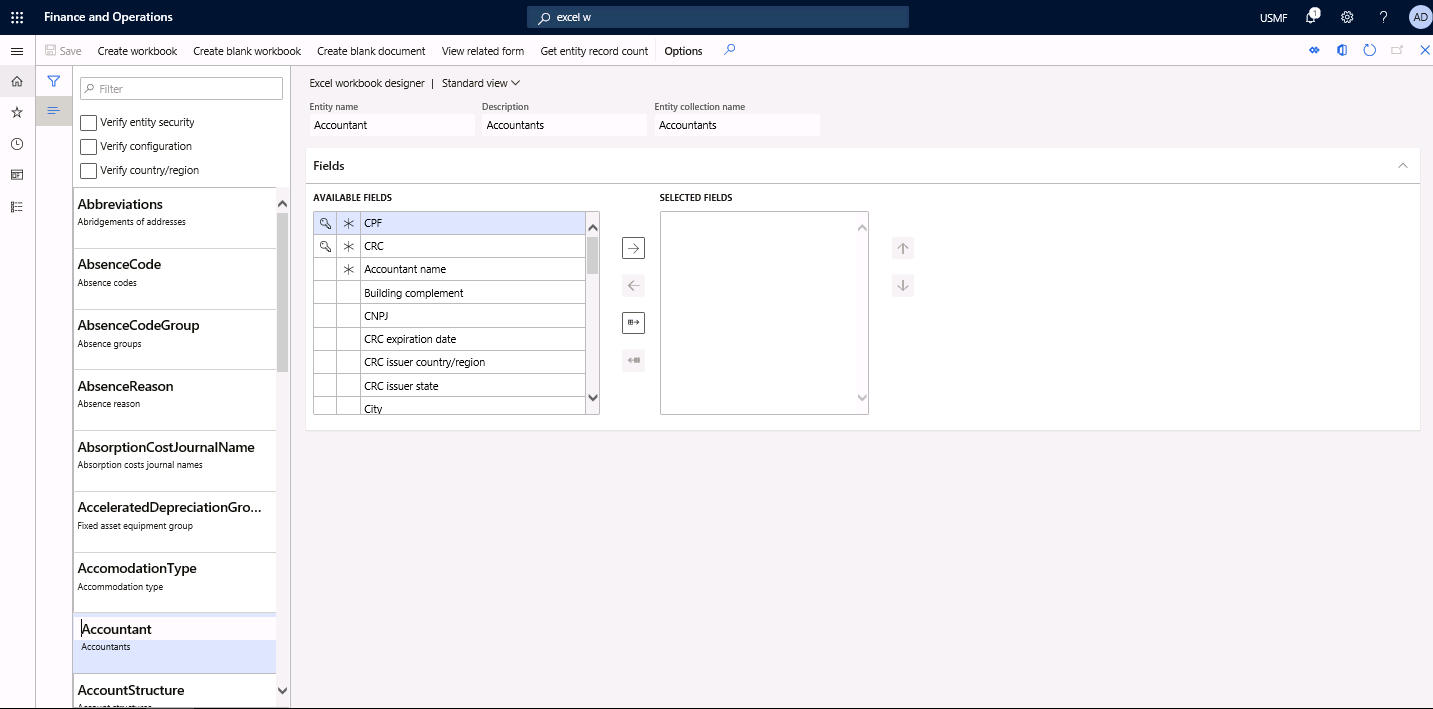 Finance and Operations
excel w
USMF
1
?
AD
Save
Create workbook
Create blank workbook
Create blank document
View related form
Get entity record count
Options
Filter
Verify entity security
Verify configuration
Verify country/region
Abbreviations
Abridgements of addresses
AbsenceCode
Absence codes
AbsenceCodeGroup
Absence groups
AbsenceReason
Absence reason
AbsorptionCostJournalName
Absorption costs journal names
AcceleratedDepreciationGro...
Fixed asset equipment group
AccomodationType
Accommodation type
Accountant
Accountants
AccountStructure
Account structures
Excel workbook designer | Standard view
Entity name
Description
Entity collection name
Accountant
Accountants
Accountants
Fields
AVAILABLE FIELDS
CPF
CRC
Accountant name
Building complement
CNPJ
CRC expiration date
CRC issuer country/region
CRC issuer state
City
SELECTED FIELDS